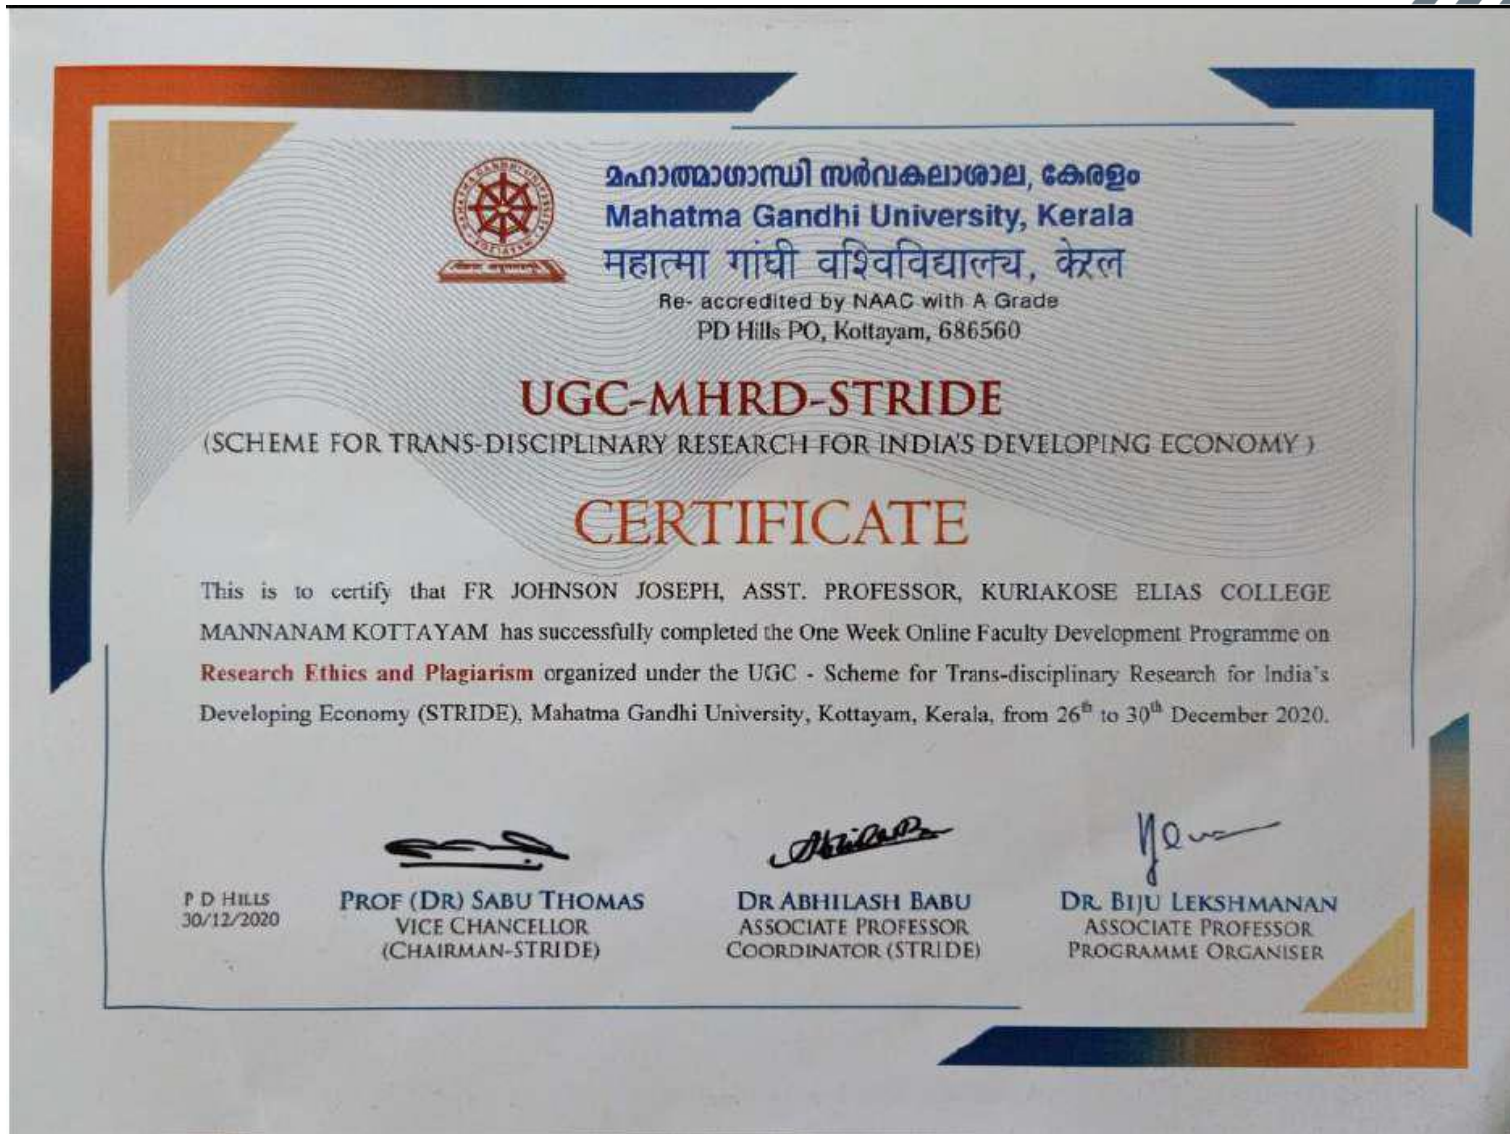 മഹാത്മാഗാന്ധി സർവകലാശാല, കേരളം
Mahatma Gandhi University, Kerala
महात्मा गांधी वश्विविद्यालय, केरल
Re- accredited by NAAC with A Grade
PD Hills PO, Kottayam, 686560
MAHATMA GANDHI UNIVERSITY
KOTTAYAM
UGC-MHRD-STRIDE
(SCHEME FOR TRANS-DISCIPLINARY RESEARCH FOR INDIA'S DEVELOPING ECONOMY )
CERTIFICATE
This is to certify that FR JOHNSON JOSEPH, ASST. PROFESSOR, KURIAKOSE ELIAS COLLEGE
MANNANAM KOTTAYAM has successfully completed the One Week Online Faculty Development Programme on
Research Ethics and Plagiarism organized under the UGC - Scheme for Trans-disciplinary Research for India's
Developing Economy (STRIDE), Mahatma Gandhi University, Kottayam, Kerala, from 26th to 30th December 2020.
P D HILLS
30/12/2020
PROF (DR) SABU THOMAS
VICE CHANCELLOR
(CHAIRMAN-STRIDE)
DR ABHILASH BABU
ASSOCIATE PROFESSOR
COORDINATOR (STRIDE)
DR. BIJU LEKSHMANAN
ASSOCIATE PROFESSOR
PROGRAMME ORGANISER